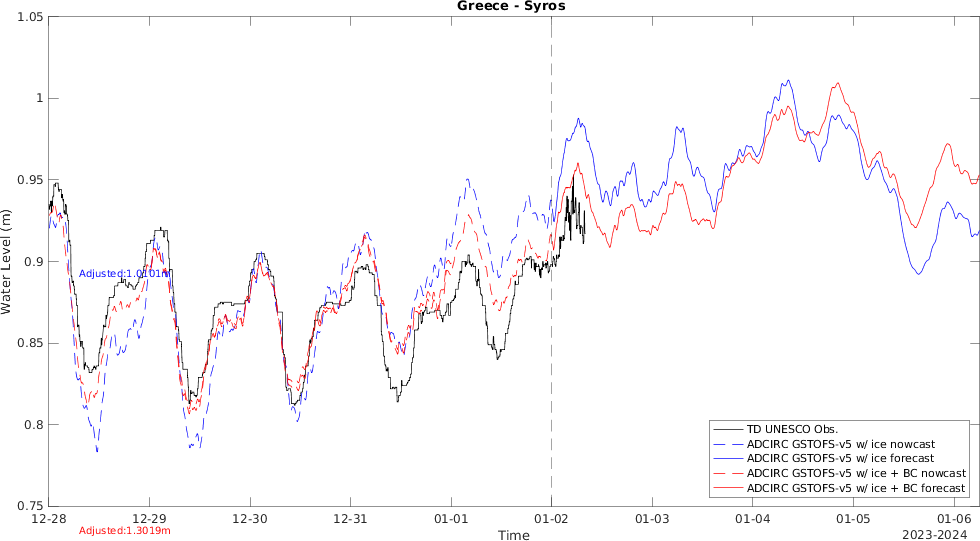 Greece - Syros
1.05
1
0.95
0.9
0.85
0.8
0.75
Water Level (m)
Adjusted:1.0101m
Adjusted:1.3019m
TD UNESCO Obs.
ADCIRC GSTOFS-v5 w/ ice nowcast
ADCIRC GSTOFS-v5 w/ ice forecast
ADCIRC GSTOFS-v5 w/ ice + BC nowcast
ADCIRC GSTOFS-v5 w/ ice + BC forecast
12-28 12-29 12-30 12-31 01-01 01-02 01-03 01-04 01-05 01-06
Time
2023-2024